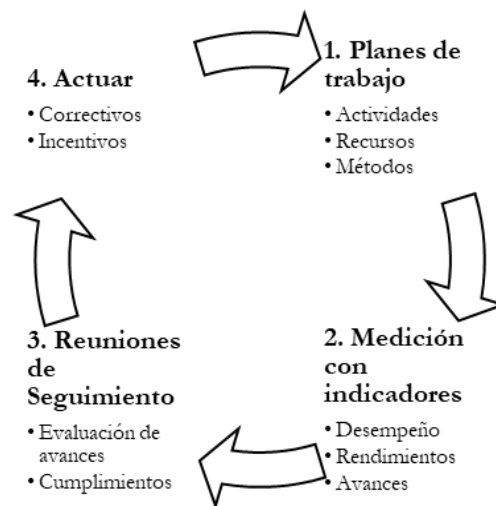 1. Planes de
trabajo
• Actividades
• Recursos
• Métodos
2. Medición
con
indicadores
• Desempeño
• Rendimientos
• Avances
3. Reuniones
de
Seguimiento
• Evaluación de
avances
• Cumplimientos
4. Actuar
• Correctivos
• Incentivos